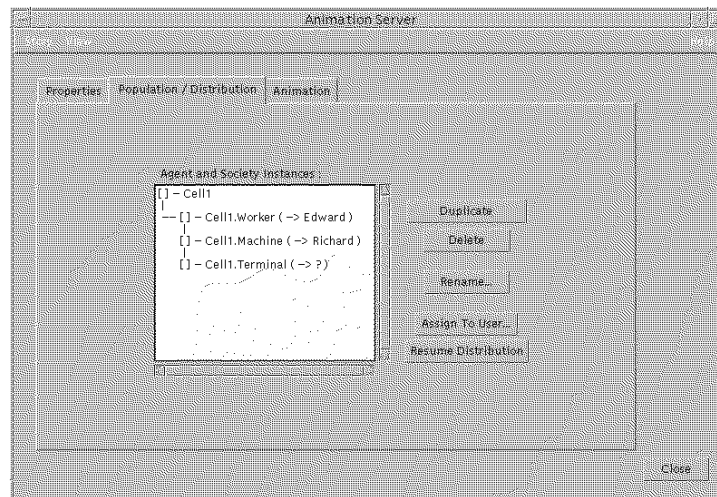 Animation Server
View
Properties Population / Distribution Animation
Agent and Society Instances :
[] – Cell1
[] – Cell1.Worker ( -> Edward )
[] – Cell1.Machine ( -> Richard )
[] – Cell1.Terminal ( -> ? )
Duplicate
Delete
Rename...
Assign To User...
Resume Distribution
Close